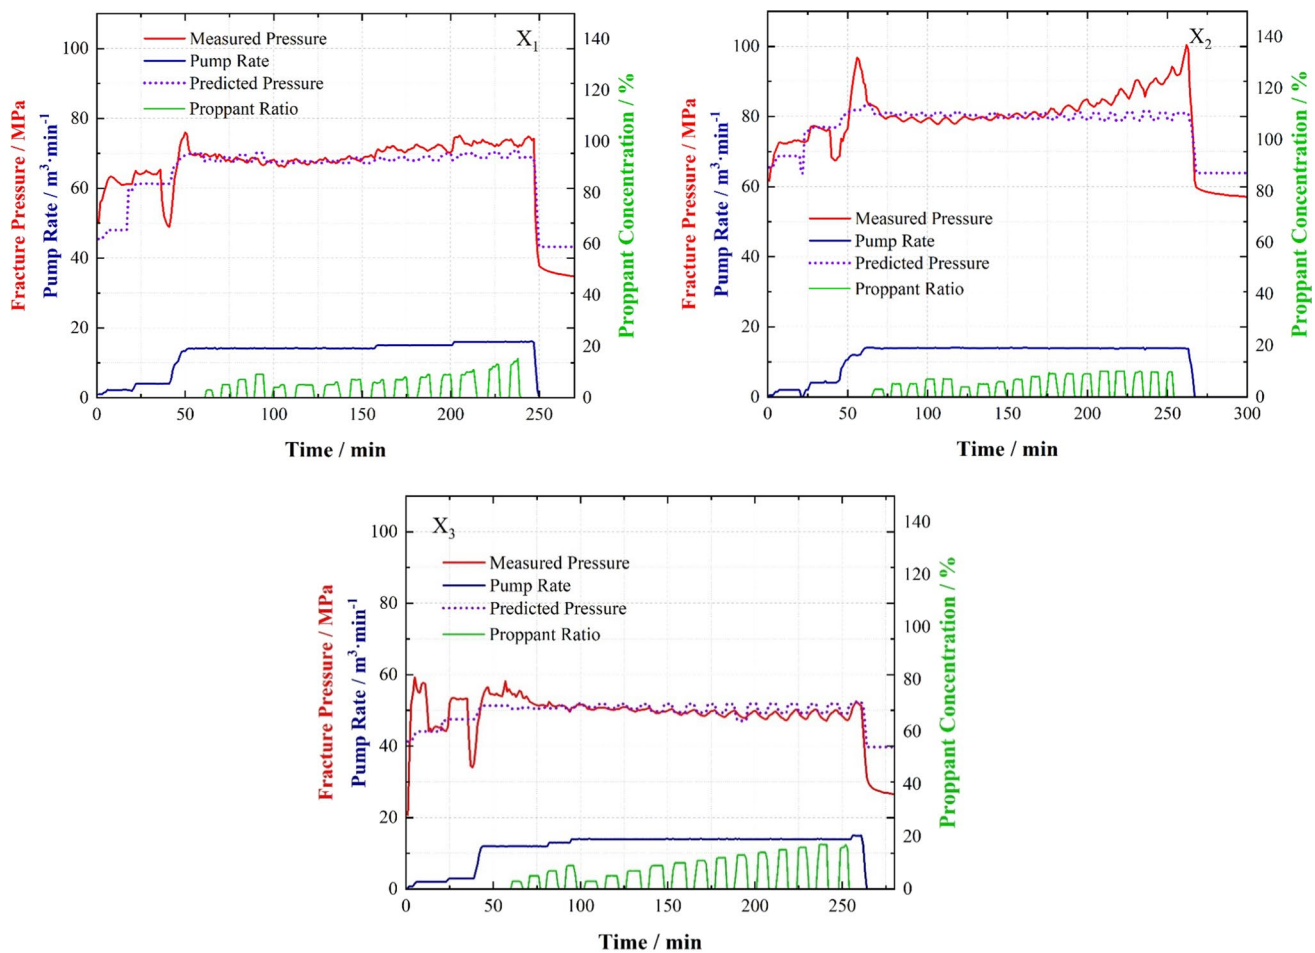 X1
Measured Pressure
Pump Rate
Predicted Pressure
Proppant Ratio
Fracture Pressure / MPa
Pump Rate / m³·min⁻¹
100
80
60
40
20
0
140
120
100
80
60
40
20
0
Proppant Concentration / %
0 50 100 150 200 250
Time / min
X2
Measured Pressure
Pump Rate
Predicted Pressure
Proppant Ratio
Fracture Pressure / MPa
Pump Rate / m³·min⁻¹
100
80
60
40
20
0
140
120
100
80
60
40
20
0
Proppant Concentration / %
0 50 100 150 200 250 300
Time / min
X3
Measured Pressure
Pump Rate
Predicted Pressure
Proppant Ratio
Fracture Pressure / MPa
Pump Rate / m³·min⁻¹
100
80
60
40
20
0
140
120
100
80
60
40
20
0
Proppant Concentration / %
0 50 100 150 200 250
Time / min